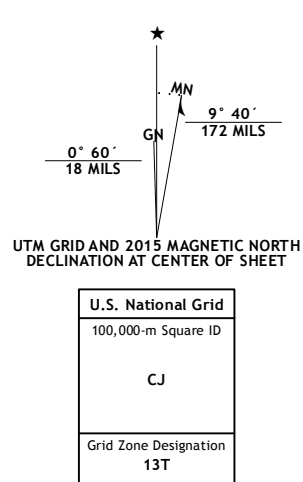 ★
MN
GN
9° 40´
172 MILS
0° 60´
18 MILS
UTM GRID AND 2015 MAGNETIC NORTH
DECLINATION AT CENTER OF SHEET
U.S. National Grid
100,000-m Square ID
CJ
Grid Zone Designation
13T